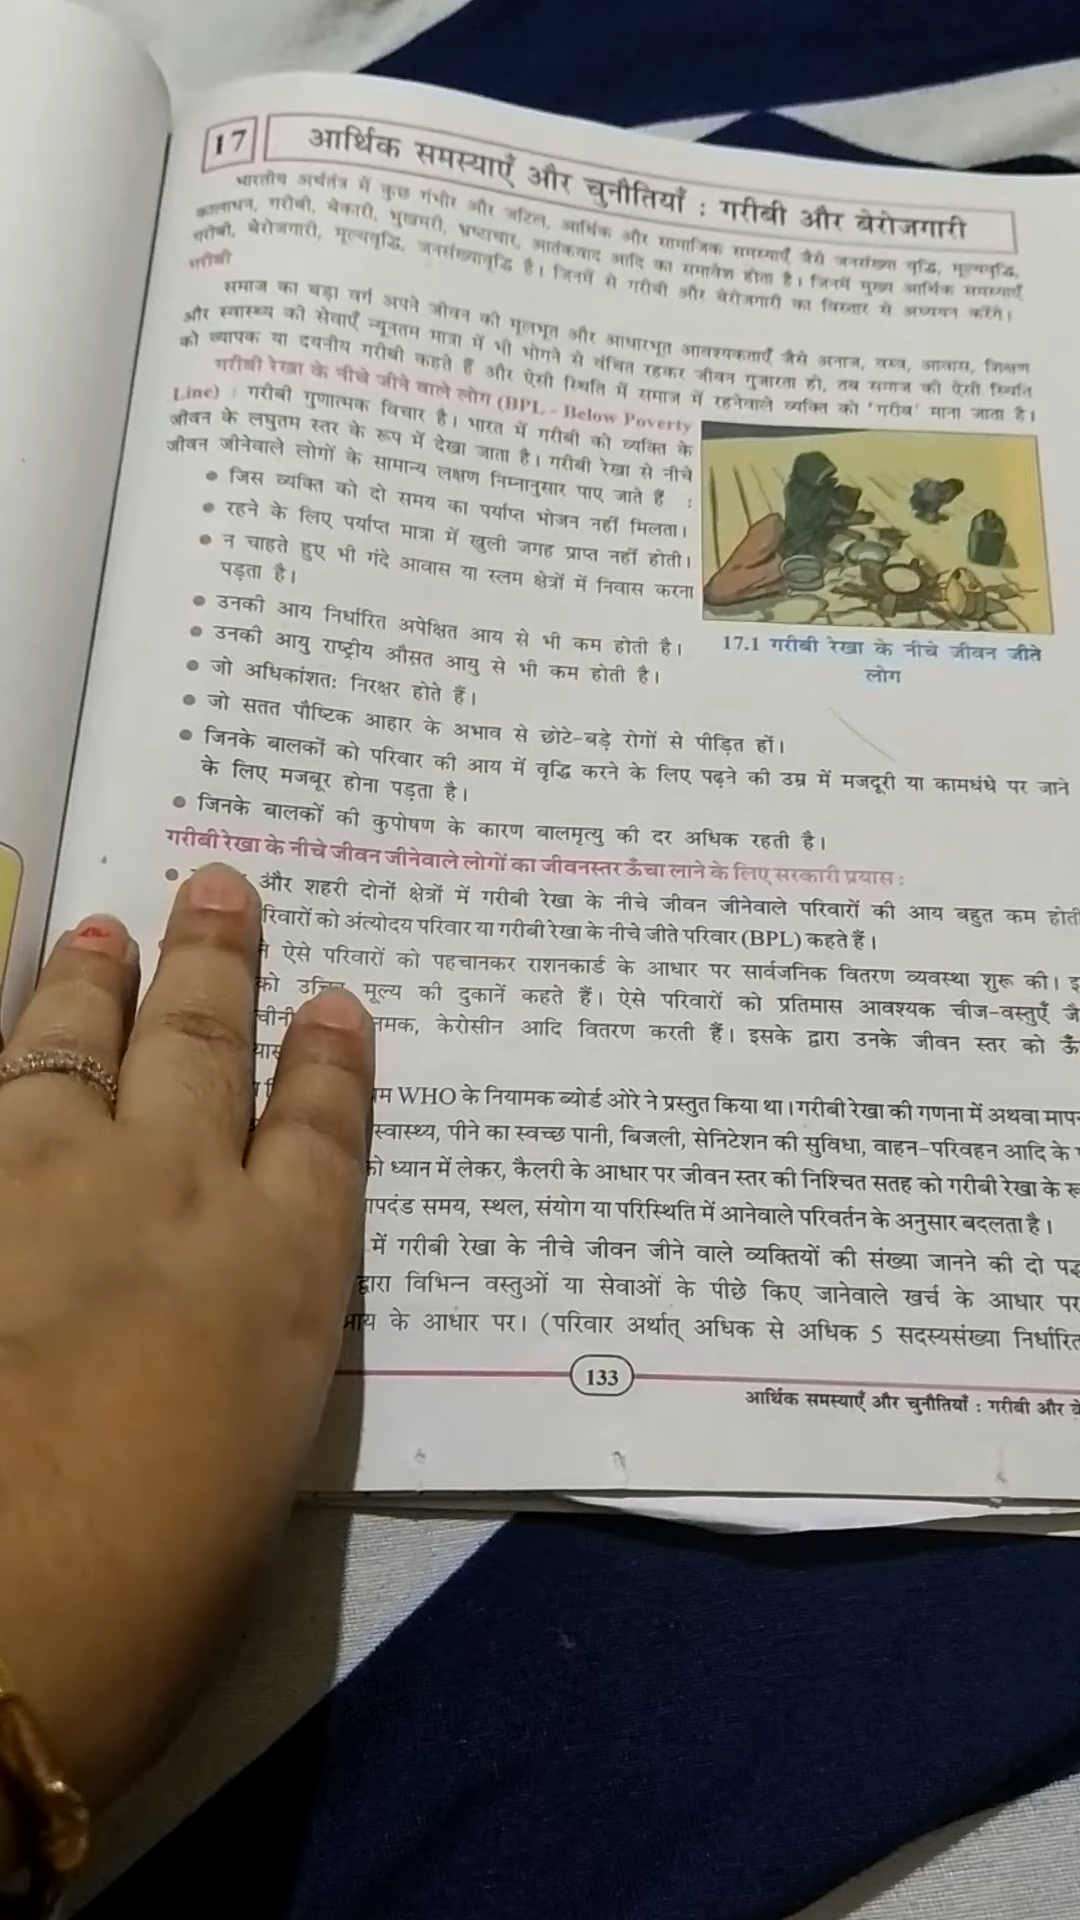 17
आर्थिक समस्याएँ और चुनौतियाँ : गरीबी और बेरोजगारी
भारतीय अर्थतंत्र में कुछ गंभीर और जटिल, आर्थिक और सामाजिक समस्याएँ जैसे जनसंख्या वृद्धि, मूल्यवृद्धि,
कालाधन, गरीबी, बेकारी, भुखमरी, भ्रष्टाचार, आतंकवाद आदि का समावेश होता है। जिनमें मुख्य आर्थिक समस्याएँ
गरीबी, बेरोजगारी, मूल्यवृद्धि, जनसंख्यावृद्धि है। जिनमें से गरीबी और बेरोजगारी का विस्तार से अध्ययन करेंगे।
गरीबी
समाज का बड़ा वर्ग अपने जीवन की मूलभूत और आधारभूत आवश्यकताएँ जैसे अनाज, वस्त्र, आवास, शिक्षण
और स्वास्थ्य की सेवाएँ न्यूनतम मात्रा में भी भोगने से वंचित रहकर जीवन गुजारता हो, तब समाज की ऐसी स्थिति
को व्यापक या दयनीय गरीबी कहते हैं और ऐसी स्थिति में समाज में रहनेवाले व्यक्ति को 'गरीब' माना जाता है।
गरीबी रेखा के नीचे जीने वाले लोग (BPL - Below Poverty
Line) : गरीबी गुणात्मक विचार है। भारत में गरीबी को व्यक्ति के
जीवन के लघुतम स्तर के रूप में देखा जाता है। गरीबी रेखा से नीचे
जीवन जीनेवाले लोगों के सामान्य लक्षण निम्नानुसार पाए जाते हैं :
● जिस व्यक्ति को दो समय का पर्याप्त भोजन नहीं मिलता।
● रहने के लिए पर्याप्त मात्रा में खुली जगह प्राप्त नहीं होती।
● न चाहते हुए भी गंदे आवास या स्लम क्षेत्रों में निवास करना
पड़ता है।
● उनकी आय निर्धारित अपेक्षित आय से भी कम होती है।
● उनकी आयु राष्ट्रीय औसत आयु से भी कम होती है।
17.1 गरीबी रेखा के नीचे जीवन जीते
लोग
● जो अधिकांशतः निरक्षर होते हैं।
● जो सतत पौष्टिक आहार के अभाव से छोटे-बड़े रोगों से पीड़ित हों।
● जिनके बालकों को परिवार की आय में वृद्धि करने के लिए पढ़ने की उम्र में मजदूरी या कामधंधे पर जाने
के लिए मजबूर होना पड़ता है।
● जिनके बालकों की कुपोषण के कारण बालमृत्यु की दर अधिक रहती है।
गरीबी रेखा के नीचे जीवन जीनेवाले लोगों का जीवनस्तर ऊँचा लाने के लिए सरकारी प्रयास :
● और शहरी दोनों क्षेत्रों में गरीबी रेखा के नीचे जीवन जीनेवाले परिवारों की आय बहुत कम होती
रिवारों को अंत्योदय परिवार या गरीबी रेखा के नीचे जीते परिवार (BPL) कहते हैं।
ने ऐसे परिवारों को पहचानकर राशनकार्ड के आधार पर सार्वजनिक वितरण व्यवस्था शुरू की। इ
को उचित मूल्य की दुकानें कहते हैं। ऐसे परिवारों को प्रतिमास आवश्यक चीज-वस्तुएँ जै
चीनी नमक, केरोसीन आदि वितरण करती हैं। इसके द्वारा उनके जीवन स्तर को ऊँ
यास
म WHO के नियामक ब्योर्ड ओरे ने प्रस्तुत किया था। गरीबी रेखा की गणना में अथवा मापन
स्वास्थ्य, पीने का स्वच्छ पानी, बिजली, सेनिटेशन की सुविधा, वाहन-परिवहन आदि के
को ध्यान में लेकर, कैलरी के आधार पर जीवन स्तर की निश्चित सतह को गरीबी रेखा के रू
ापदंड समय, स्थल, संयोग या परिस्थिति में आनेवाले परिवर्तन के अनुसार बदलता है।
में गरीबी रेखा के नीचे जीवन जीने वाले व्यक्तियों की संख्या जानने की दो पद्ध
द्वारा विभिन्न वस्तुओं या सेवाओं के पीछे किए जानेवाले खर्च के आधार पर
आय के आधार पर। (परिवार अर्थात् अधिक से अधिक 5 सदस्यसंख्या निर्धारित
133
आर्थिक समस्याएँ और चुनौतियाँ : गरीबी और बे